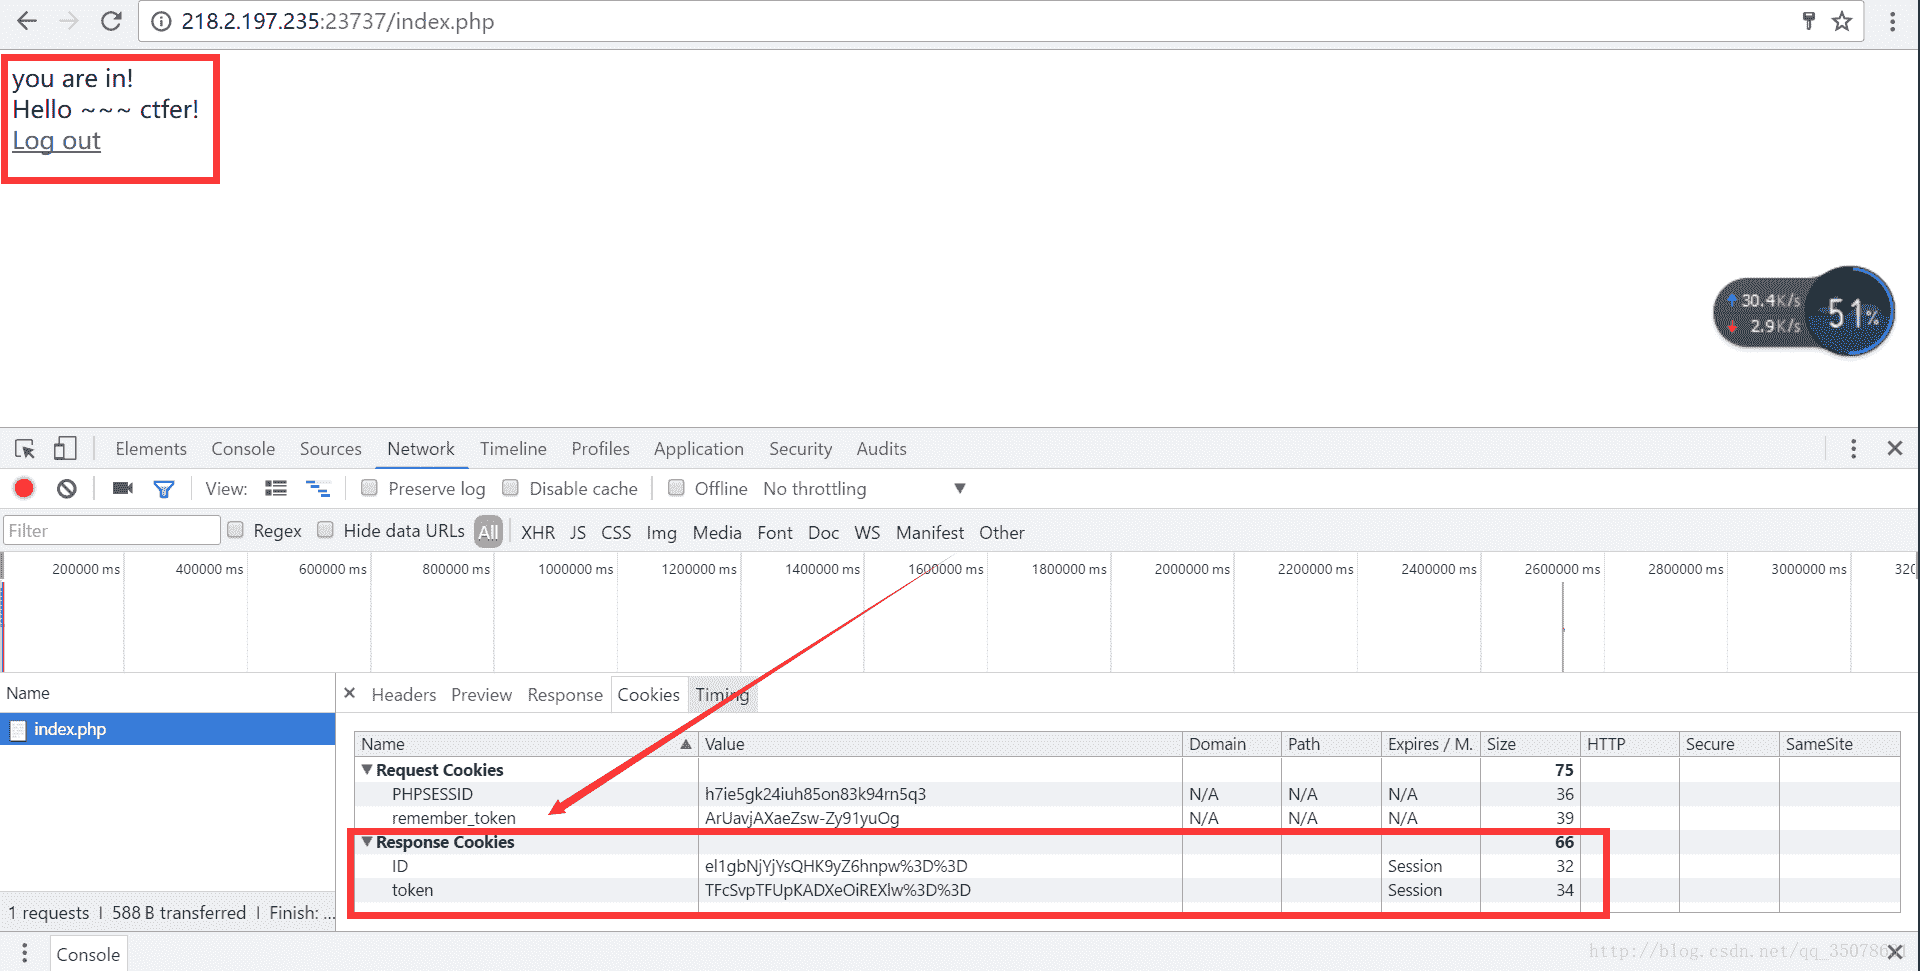 218.2.197.235:23737/index.php
you are in!
Hello ~~~ ctfer!
Log out
30.4K/s
2.9K/s
51%
Elements Console Sources Network Timeline Profiles Application Security Audits
View: Preserve log Disable cache Offline No throttling
Filter Regex Hide data URLs All XHR JS CSS Img Media Font Doc WS Manifest Other
200000 ms 400000 ms 600000 ms 800000 ms 1000000 ms 1200000 ms 1400000 ms 1600000 ms 1800000 ms 2000000 ms 2200000 ms 2400000 ms 2600000 ms 2800000 ms 3000000 ms 320
Name Headers Preview Response Cookies Timing
index.php
Name Value Domain Path Expires / M. Size HTTP Secure SameSite
Request Cookies 75
PHPSESSID h7ie5gk24iuh85on83k94rn5q3 N/A N/A N/A 36
remember_token ArUavjAXaeZsw-Zy91yuOg N/A N/A N/A 39
Response Cookies 66
ID el1gbNjYjYsQHK9yZ6hnpw%3D%3D Session 32
token TFcSvpTFUpKADXeOiREXlw%3D%3D Session 34
1 requests | 588 B transferred | Finish: ...
Console